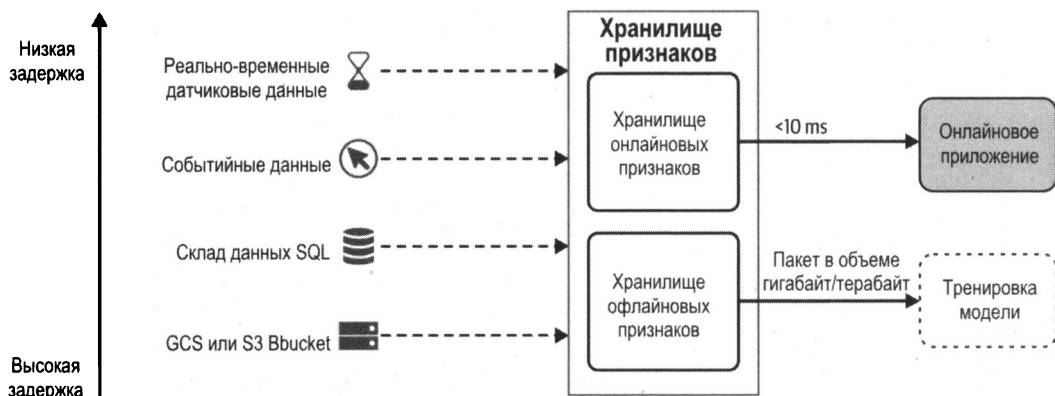 Низкая
задержка
Реально-временные
датчиковые данные
Событийные данные
Склад данных SQL
GCS или S3 Bbucket
Высокая
задержка
Хранилище
признаков
Хранилище
онлайновых
признаков
Хранилище
офлайновых
признаков
<10 ms
Пакет в объеме
гигабайт/терабайт
Онлайновое
приложение
Тренировка
модели